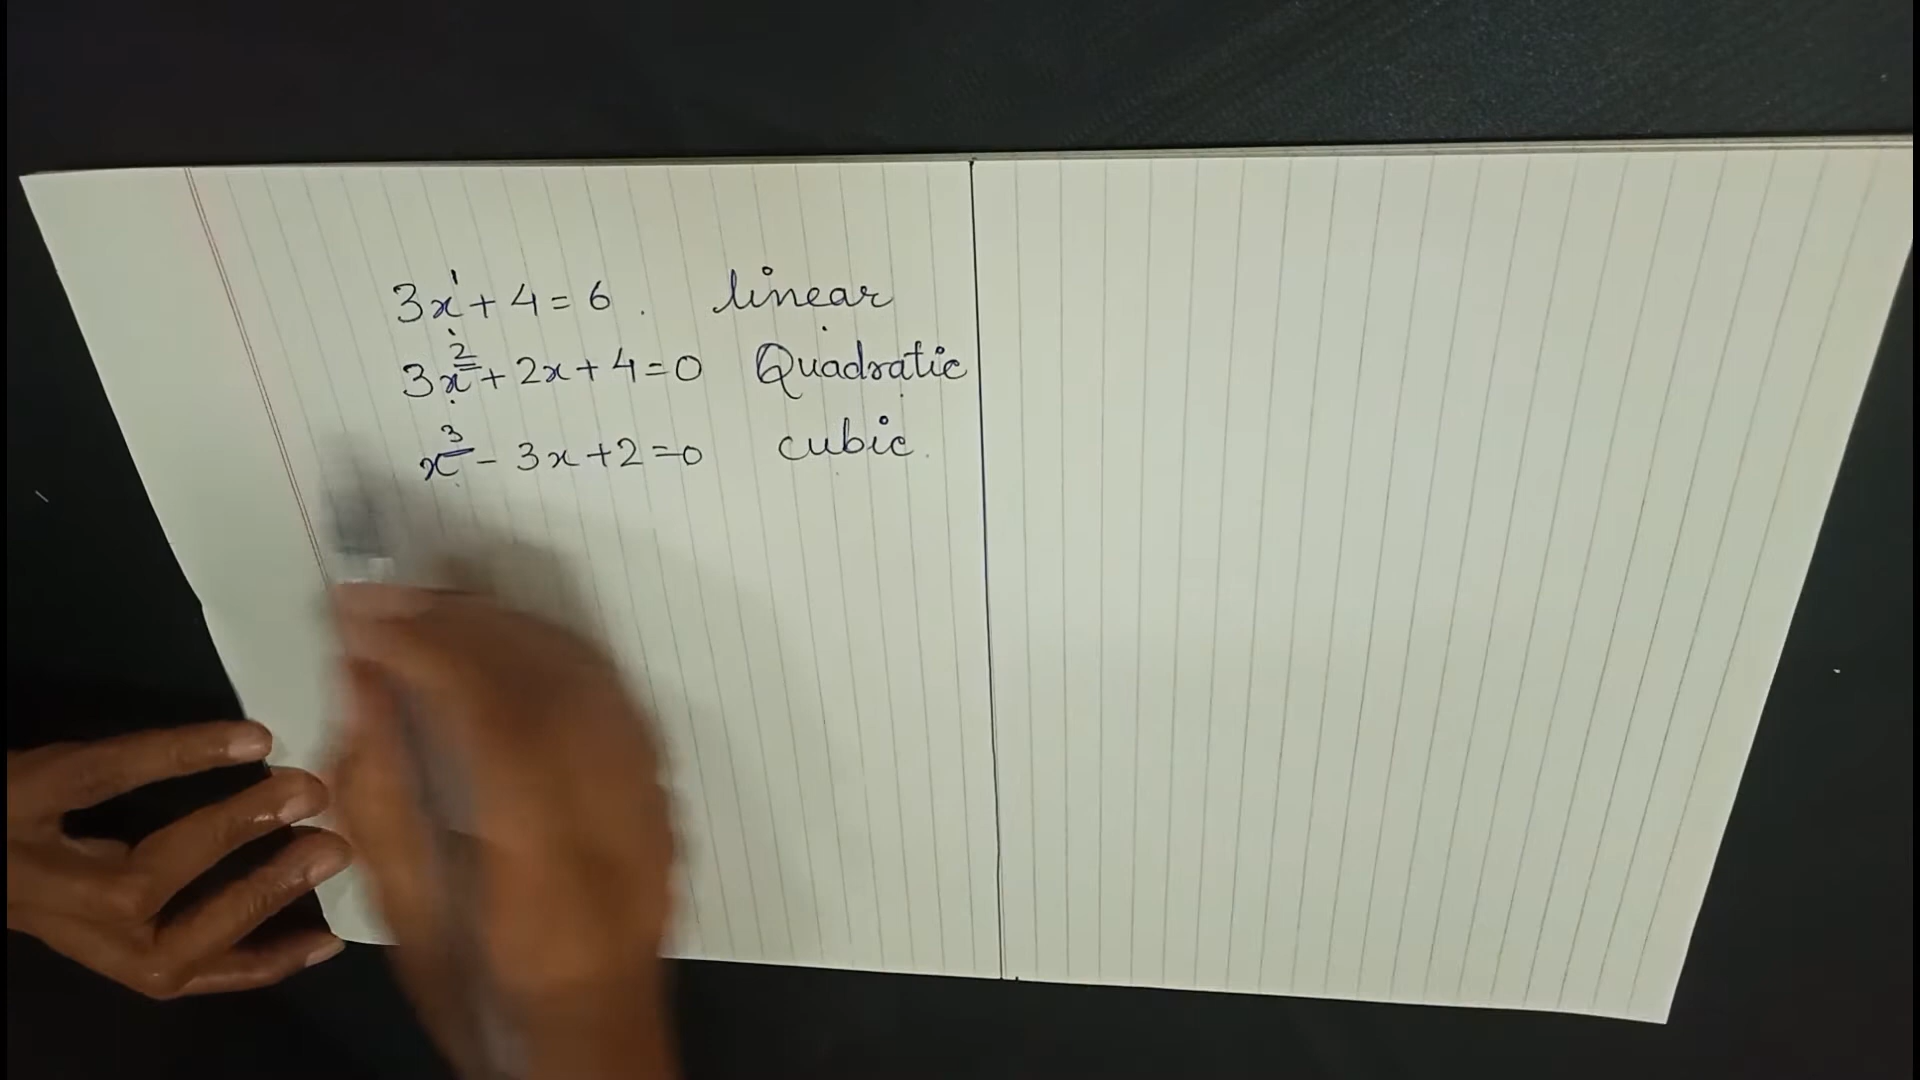 3x¹ + 4 = 6 . linear
3x² + 2x + 4 = 0 Quadratic
x³ - 3x + 2 = 0 cubic.